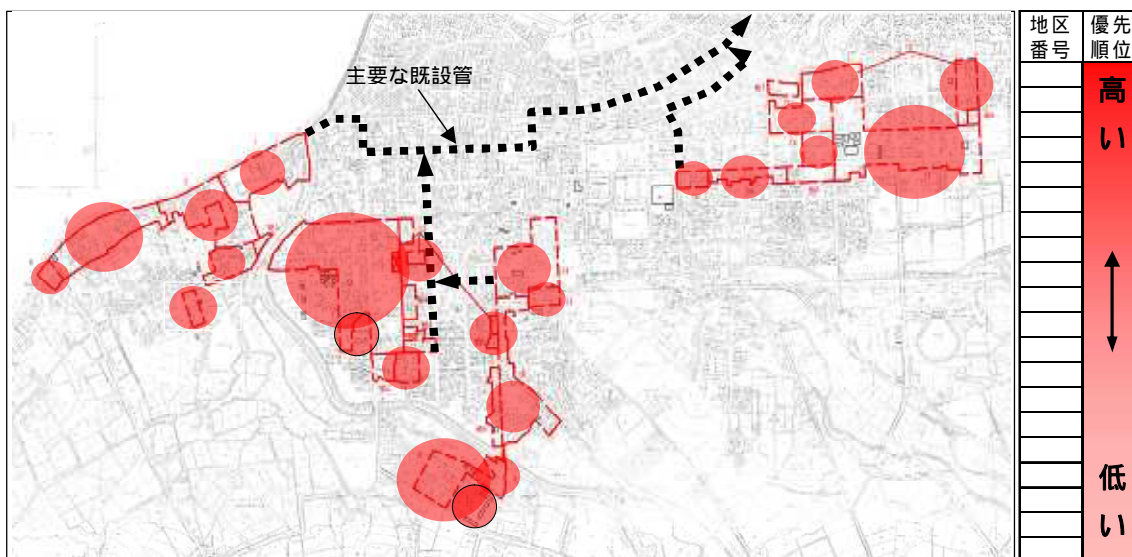 主要な既設管
地区 優先
番号 順位
高
い
低
い